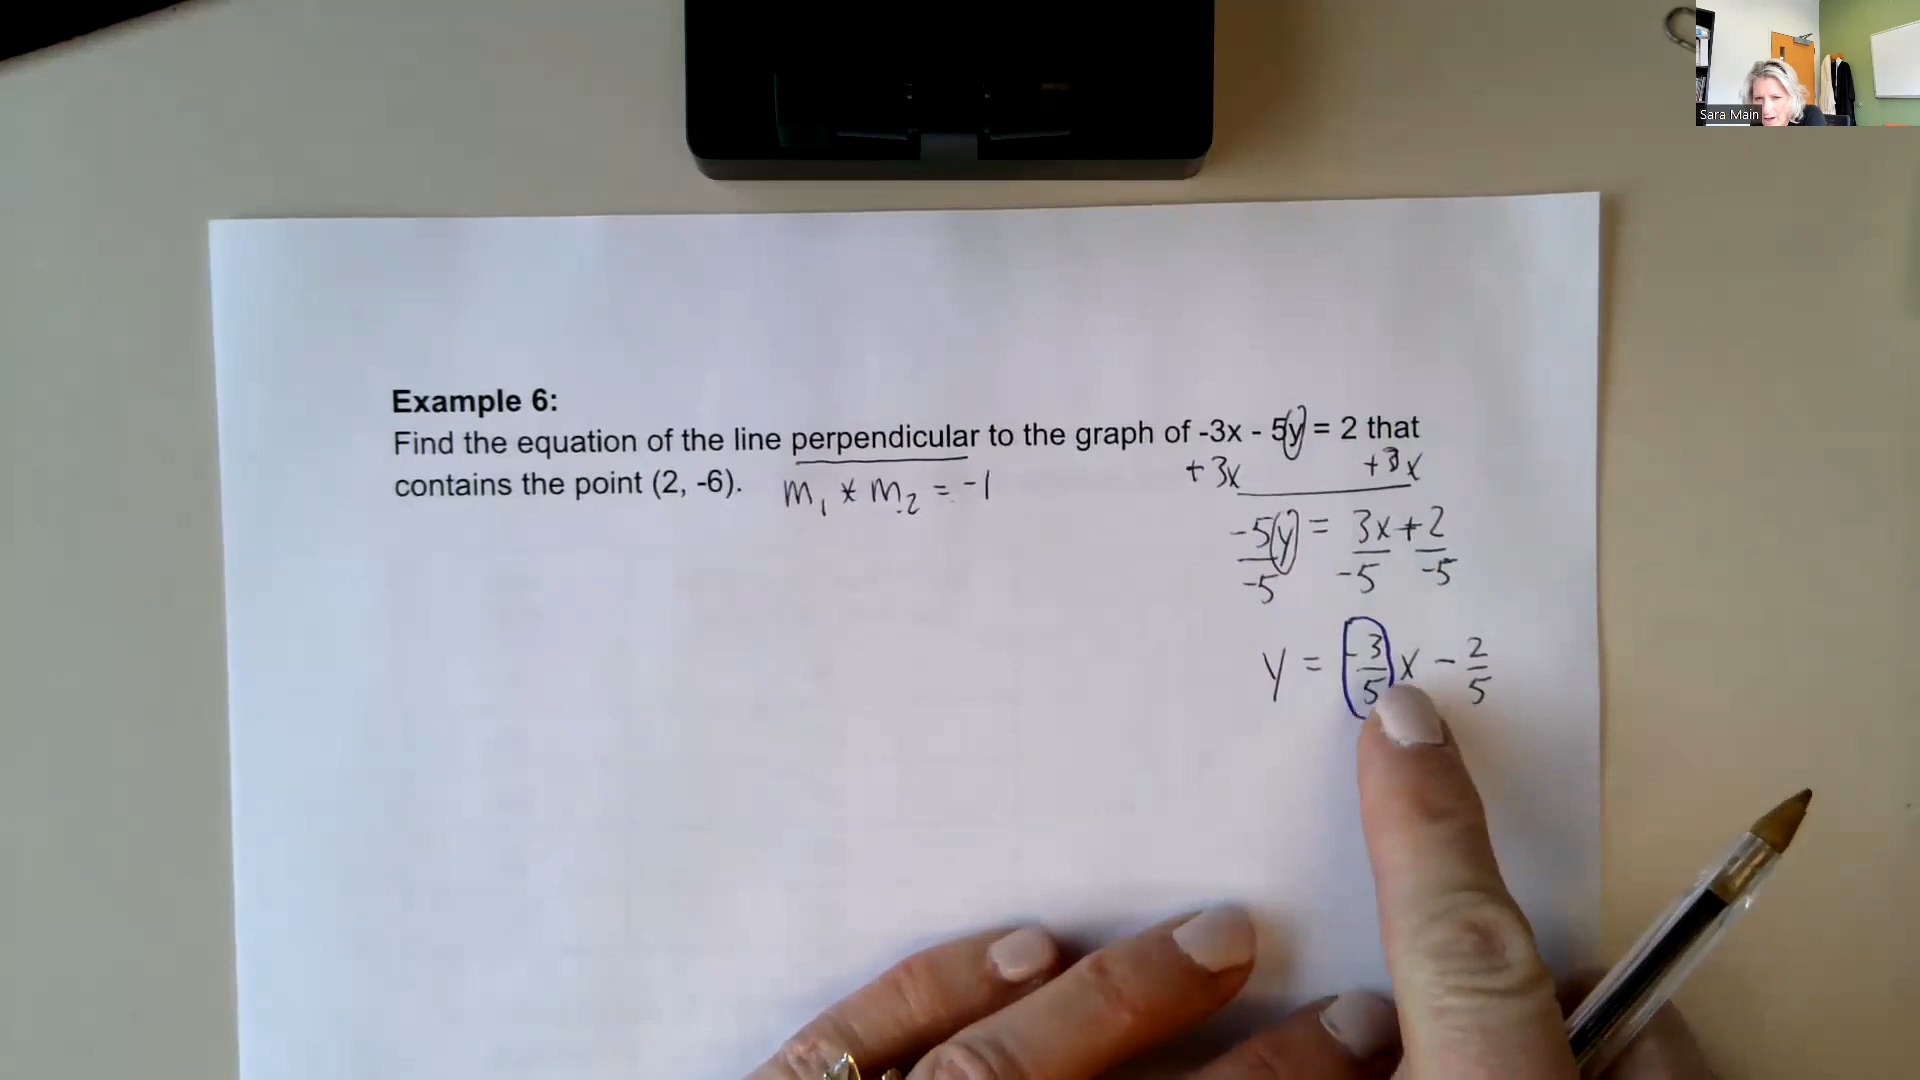 Sara Main
Example 6:
Find the equation of the line perpendicular to the graph of -3x - 5y = 2 that
+3x +3x
contains the point (2, -6). m₁ * m₂ = -1
-5y = 3x + 2
-5 -5 -5
y = -3/5 x - 2/5